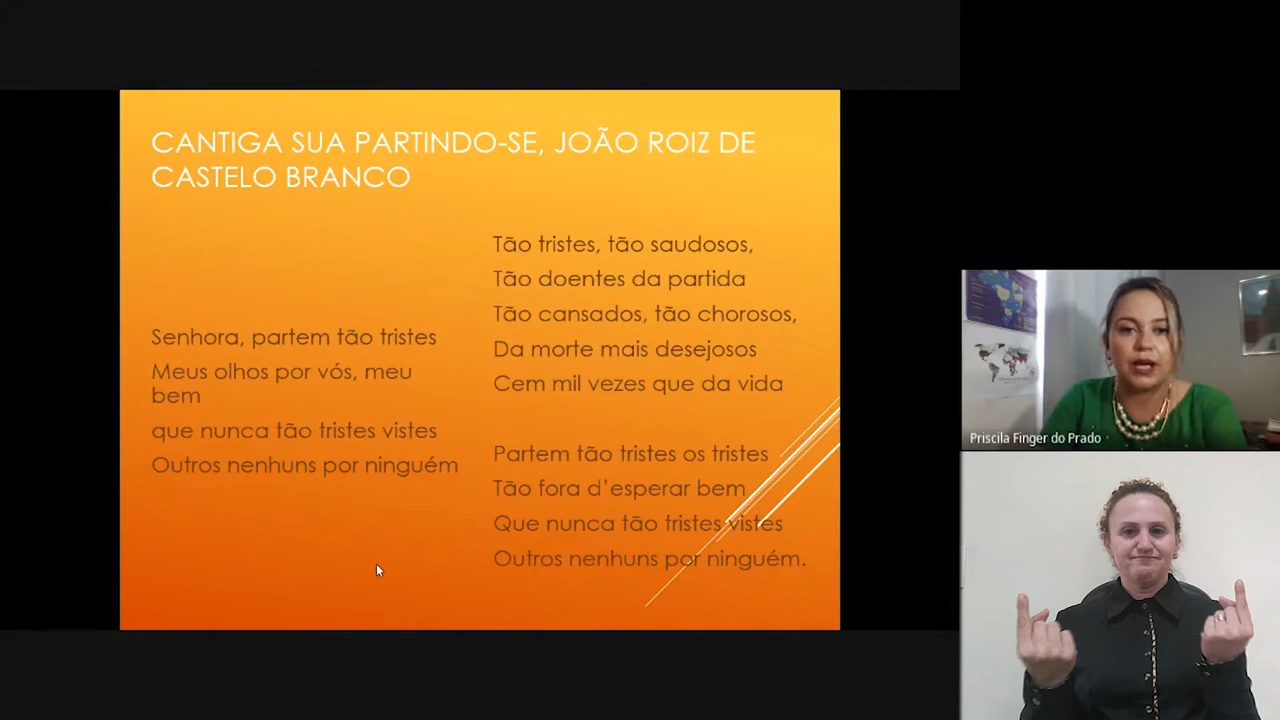 CANTIGA SUA PARTINDO-SE, JOÃO ROIZ DE
CASTELO BRANCO
Senhora, partem tão tristes
Meus olhos por vós, meu
bem
que nunca tão tristes vistes
Outros nenhuns por ninguém
Tão tristes, tão saudosos,
Tão doentes da partida
Tão cansados, tão chorosos,
Da morte mais desejosos
Cem mil vezes que da vida
Partem tão tristes os tristes
Tão fora d'esperar bem
Que nunca tão tristes vistes
Outros nenhuns por ninguém.
Priscila Finger do Prado